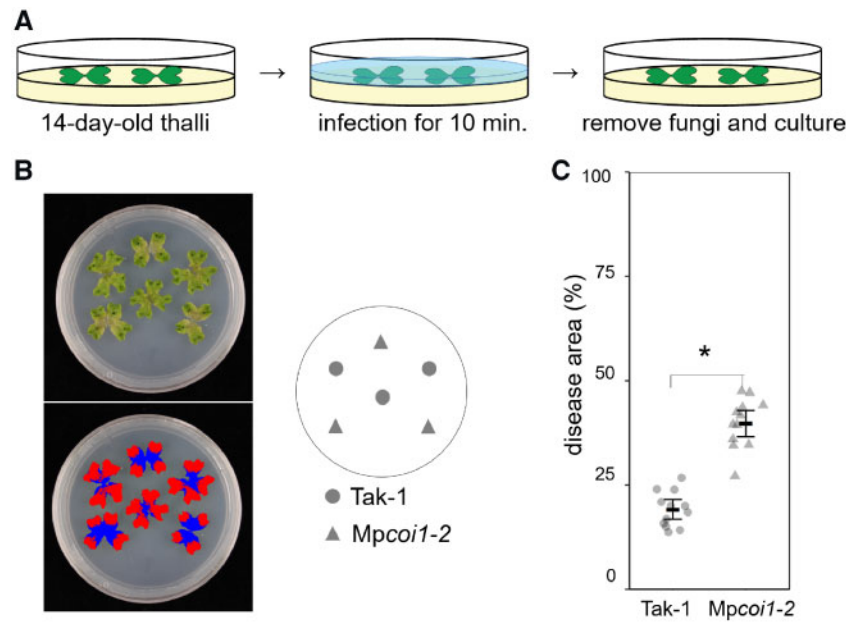 A
14-day-old thalli
→
infection for 10 min.
→
remove fungi and culture
B
Tak-1
Mpcoi1-2
C
disease area (%)
100
75
50
25
0
*
Tak-1
Mpcoi1-2